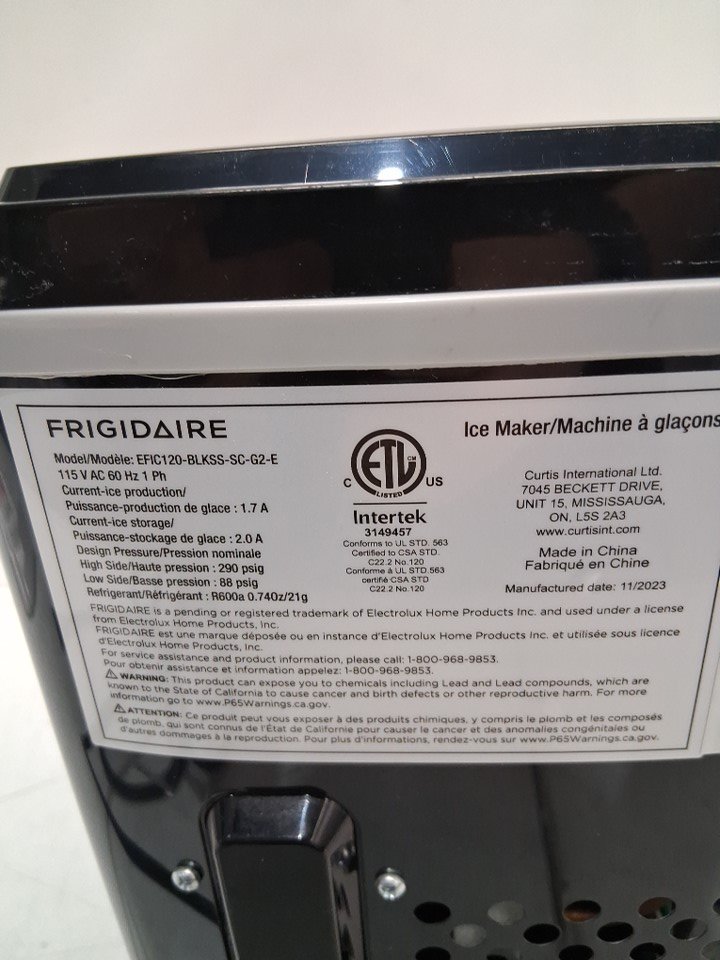 FRIGIDAIRE
Model/Modèle: EFIC120-BLKSS-SC-G2-E
115 V AC 60 Hz 1 Ph
Current-ice production/
Puissance-production de glace : 1.7 A
Current-ice storage/
Puissance-stockage de glace : 2.0 A
Design Pressure/Pression nominale
High Side/Haute pression : 290 psig
Low Side/Basse pression : 88 psig
Refrigerant/Réfrigérant : R600a 0.740z/21g
C ETL CM US
LISTED
Intertek
3149457
Conforms to UL STD. 563
Certified to CSA STD.
C22.2 No.120
Conforme à UL STD.563
certifié CSA STD
C22.2 No.120
Ice Maker/Machine à glaçons
Curtis International Ltd.
7045 BECKETT DRIVE,
UNIT 15, MISSISSAUGA,
ON, L5S 2A3
www.curtisint.com
Made in China
Fabriqué en Chine
Manufactured date: 11/2023
FRIGIDAIRE is a pending or registered trademark of Electrolux Home Products Inc. and used under a license
from Electrolux Home Products, Inc.
FRIGIDAIRE est une marque déposée ou en instance d'Electrolux Home Products Inc. et utilisée sous licence
d'Electrolux Home Products, Inc.
For service assistance and product information, please call: 1-800-968-9853.
Pour obtenir assistance et information appelez: 1-800-968-9853.
⚠ WARNING: This product can expose you to chemicals including Lead and Lead compounds, which are
known to the State of California to cause cancer and birth defects or other reproductive harm. For more
information go to www.P65Warnings.ca.gov.
⚠ ATTENTION: Ce produit peut vous exposer à des produits chimiques, y compris le plomb et les composés
de plomb, qui sont connus de l'État de Californie pour causer le cancer et des anomalies congénitales ou
d'autres dommages à la reproduction. Pour plus d'informations, rendez-vous sur www.P65Warnings.ca.gov.